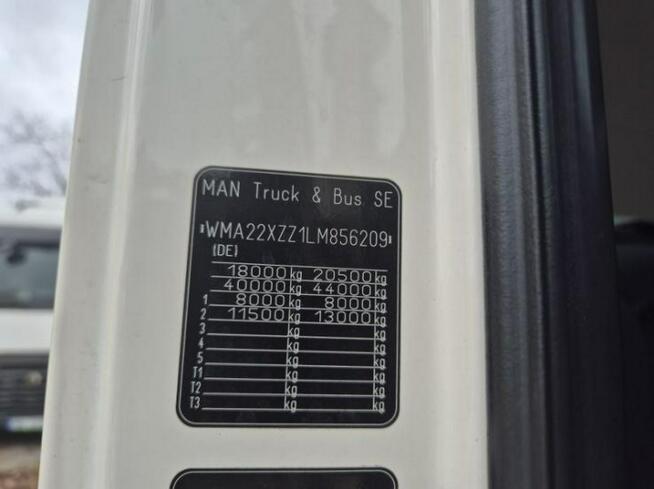 MAN Truck & Bus SE
*WMA22XZZ1LM856209*
(DE)
18000 kg 20500 kg
40000 kg 44000 kg
1 8000 kg 8000 kg
2 11500 kg 13000 kg
3 kg kg
4 kg kg
5 kg kg
T1 kg kg
T2 kg kg
T3 kg kg